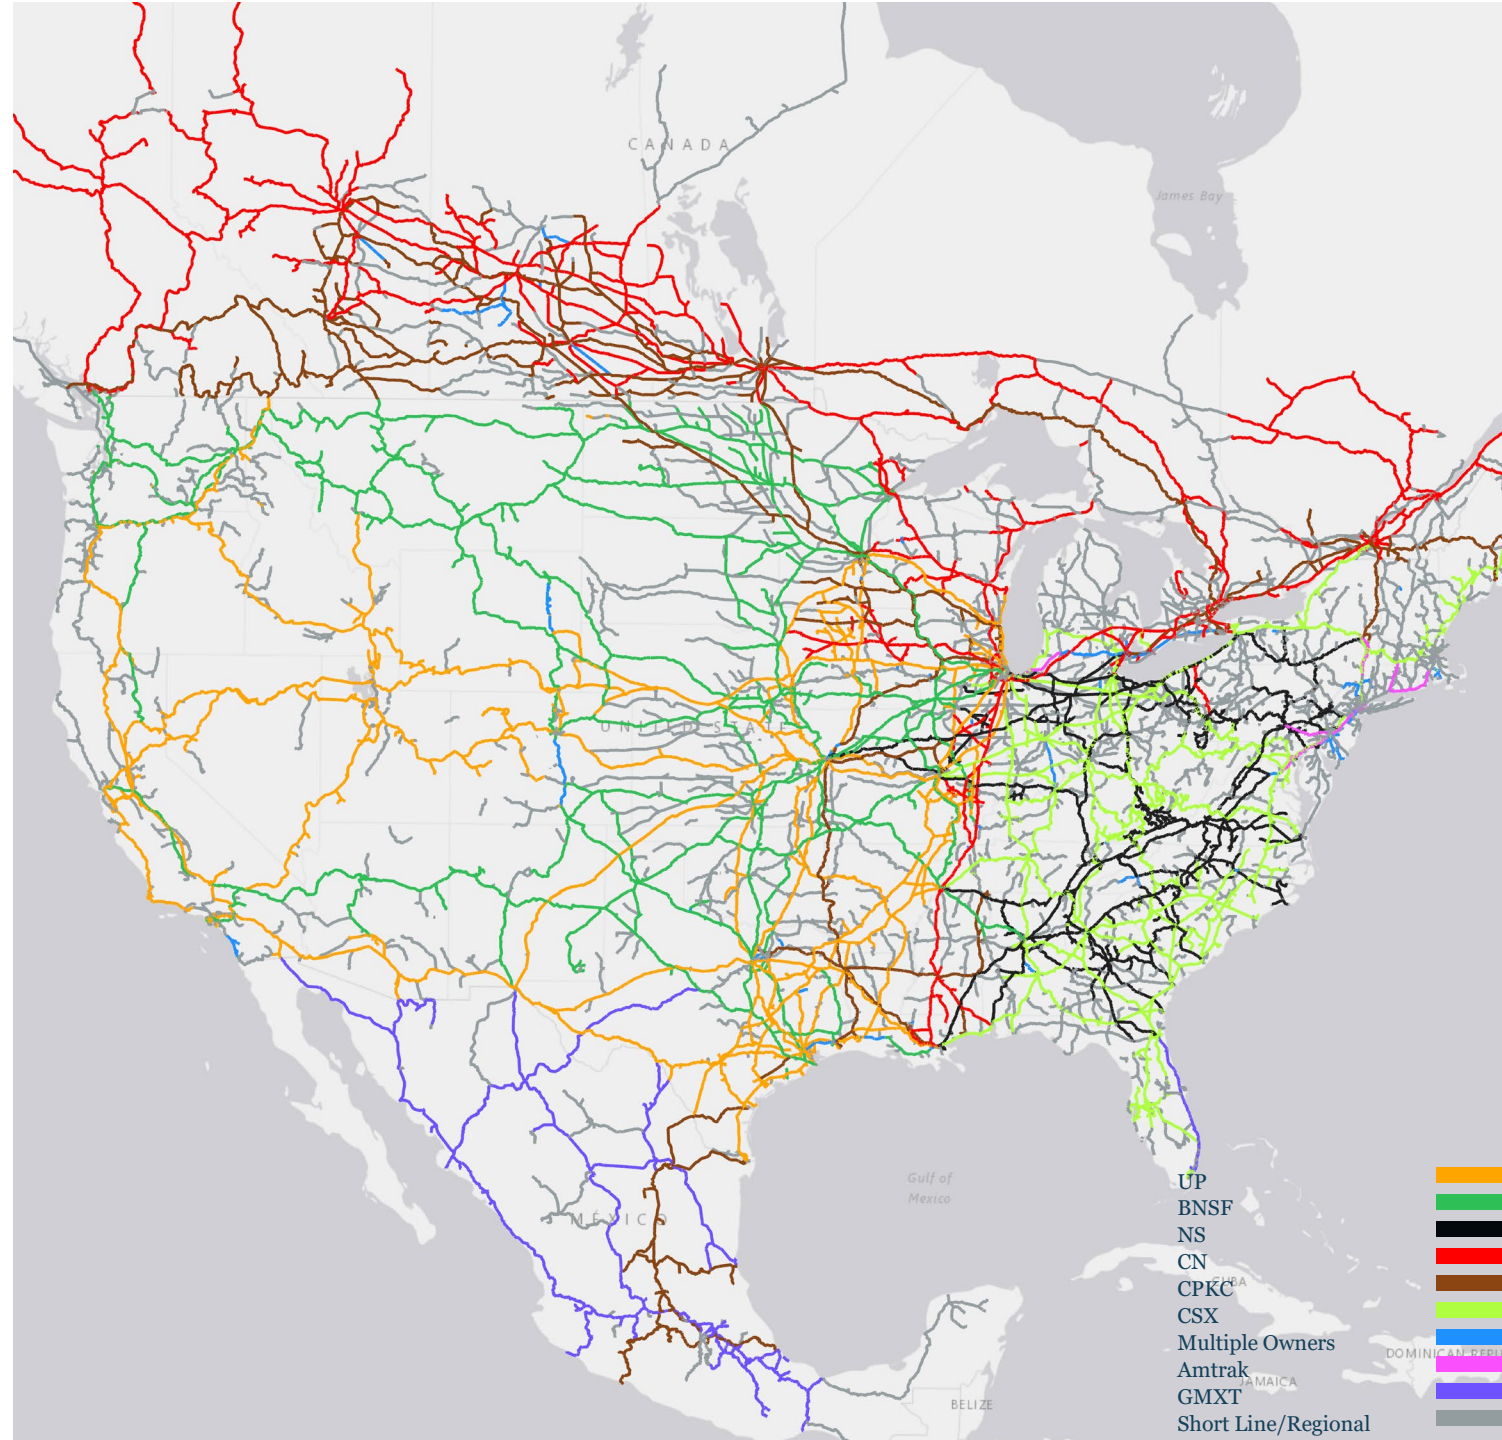 CANADA
James Bay
UNITED STATE
Gulf of
Mexico
MÉXICO
UP
BNSF
NS
CN
CUBA
CPKC
CSX
Multiple Owners
DOMINICAN REPU
Amtrak
JAMAICA
GMXT
BELIZE
Short Line/Regional